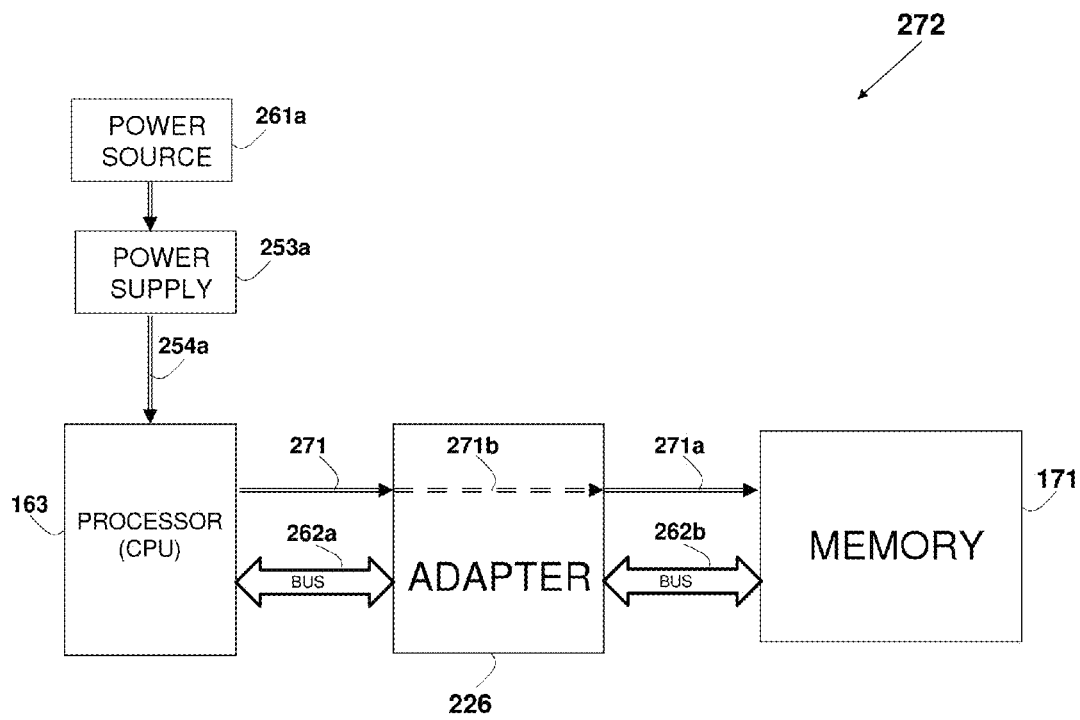 272
POWER
SOURCE
261a
POWER
SUPPLY
253a
254a
271
271b
271a
163
PROCESSOR
(CPU)
262a
BUS
ADAPTER
262b
BUS
MEMORY
171
226